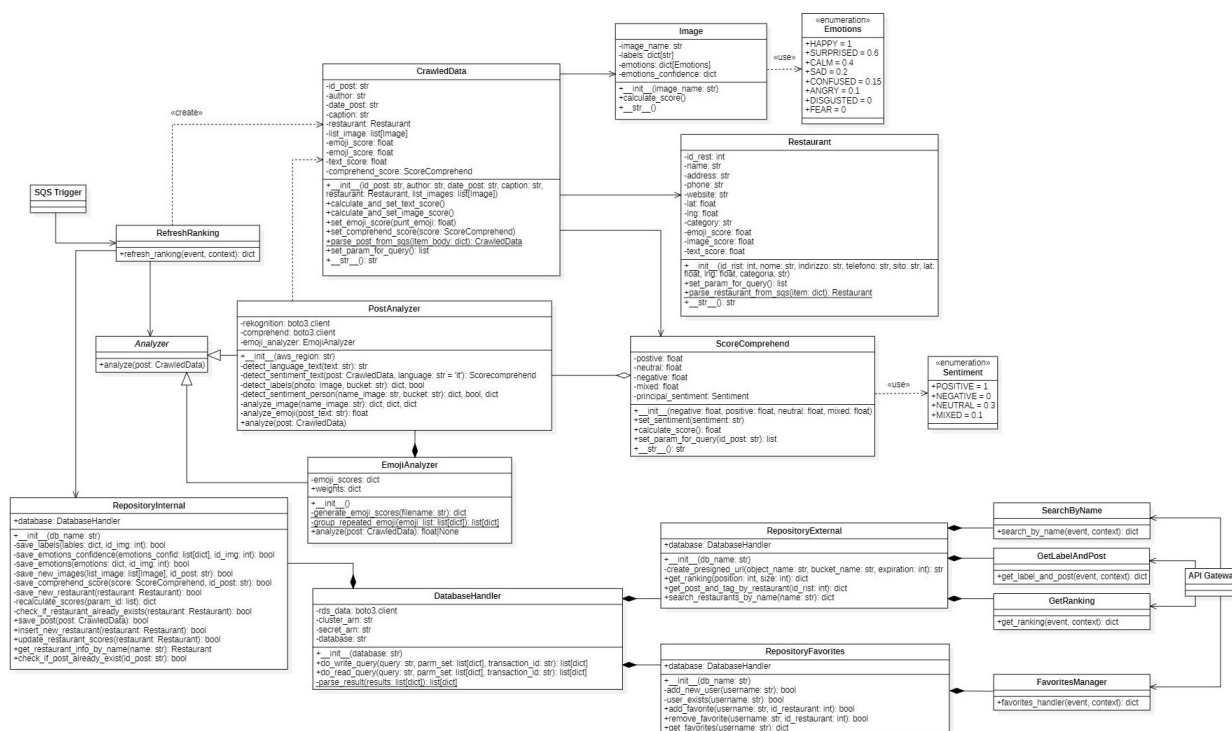 Image
-image_name: str
-labels: dict[str]
-emotions: dict[Emotions]
-emotions_confidence: dict
+__init__(image_name: str)
+calculate_score()
+__str__()
«use»
«enumeration»
Emotions
+HAPPY = 1
+SURPRISED = 0.6
+CALM = 0.4
+SAD = 0.2
+CONFUSED = 0.15
+ANGRY = 0.1
+DISGUSTED = 0
+FEAR = 0
CrawledData
-id_post: str
-author: str
-date_post: str
-caption: str
-restaurant: Restaurant
-list_image: list[Image]
-emoji_score: float
-emoji_score: float
-text_score: float
-comprehend_score: ScoreComprehend
+__init__(id_post: str, author: str, date_post: str, caption: str,
restaurant: Restaurant, list_images: list[Image])
+calculate_and_set_text_score()
+calculate_and_set_image_score()
+set_emoji_score(punt_emoji: float)
+set_comprehend_score(score: ScoreComprehend)
+parse_post_from_sqs(item_body: dict): CrawledData
+set_param_for_query(): list
+__str__(): str
«create»
Restaurant
-id_rest: int
-name: str
-address: str
-phone: str
-website: str
-lat: float
-lng: float
-category: str
-emoji_score: float
-image_score: float
-text_score: float
+__init__(id_rist: int, nome: str, indirizzo: str, telefono: str, sito: str, lat:
float, lng: float, categoria: str)
+set_param_for_query(): list
+parse_restaurant_from_sqs(item: dict): Restaurant
+__str__(): str
SQS Trigger
RefreshRanking
+refresh_ranking(event, context): dict
Analyzer
+analyze(post: CrawledData)
PostAnalyzer
-rekognition: boto3.client
-comprehend: boto3.client
-emoji_analyzer: EmojiAnalyzer
+__init__(aws_region: str)
-detect_language_text(text: str): str
-detect_sentiment_text(post: CrawledData, language: str = 'it'): Scorecomprehend
-detect_labels(photo: Image, bucket: str): dict, bool
-detect_sentiment_person(name_image: str, bucket: str): dict, bool, dict
-analyze_image(name_image: str): dict, dict, dict
-analyze_emoji(post_text: str): float
+analyze(post: CrawledData)
ScoreComprehend
-postive: float
-neutral: float
-negative: float
-mixed: float
-principal_sentiment: Sentiment
+__init__(negative: float, positive: float, neutral: float, mixed: float)
+set_sentiment(sentiment: str)
+calculate_score(): float
+set_param_for_query(id_post: str): list
+__str__(): str
«use»
«enumeration»
Sentiment
+POSITIVE = 1
+NEGATIVE = 0
+NEUTRAL = 0.3
+MIXED = 0.1
EmojiAnalyzer
-emoji_scores: dict
+weights: dict
+__init__()
-generate_emoji_scores(filename: str): dict
-group_repeated_emoji(emoji_list: list[dict]): list[dict]
+analyze(post: CrawledData): float|None
RepositoryInternal
+database: DatabaseHandler
+__init__(db_name: str)
-save_labels(lables: dict, id_img: int): bool
-save_emotions_confidence(emotions_confid: list[dict], id_img: int): bool
-save_emotions(emotions: dict, id_img: int): bool
-save_new_images(list_image: list[Image], id_post: str): bool
-save_comprehend_score(score: ScoreComprehend, id_post: str): bool
-save_new_restaurant(restaurant: Restaurant): bool
-recalculate_scores(param_id: list): dict
-check_if_restaurant_already_exists(restaurant: Restaurant): bool
+save_post(post: CrawledData): bool
+insert_new_restaurant(restaurant: Restaurant): bool
+update_restaurant_scores(restaurant: Restaurant): bool
+get_restaurant_info_by_name(name: str): Restaurant
+check_if_post_already_exist(id_post: str): bool
DatabaseHandler
-rds_data: boto3.client
-cluster_arn: str
-secret_arn: str
-database: str
+__init__(database: str)
+do_write_query(query: str, parm_set: list[dict], transaction_id: str): list[dict]
+do_read_query(query: str, parm_set: list[dict], transaction_id: str): list[dict]
-parse_result(results: list[dict]): list[dict]
RepositoryExternal
+database: DatabaseHandler
+__init__(db_name: str)
-create_presigned_url(object_name: str, bucket_name: str, expiration: int): str
+get_ranking(position: int, size: int): dict
+get_post_and_tag_by_restaurant(id_rist: int): dict
+search_restaurants_by_name(name: str): dict
SearchByName
+search_by_name(event, context): dict
GetLabelAndPost
+get_label_and_post(event, context): dict
GetRanking
+get_ranking(event, context): dict
API Gateway
RepositoryFavorites
+database: DatabaseHandler
+__init__(db_name: str)
-add_new_user(username: str): bool
-user_exists(username: str): bool
+add_favorite(username: str, id_restaurant: int): bool
+remove_favorite(username: str, id_restaurant: int): bool
+get_favorites(username: str): dict
FavoritesManager
+favorites_handler(event, context): dict